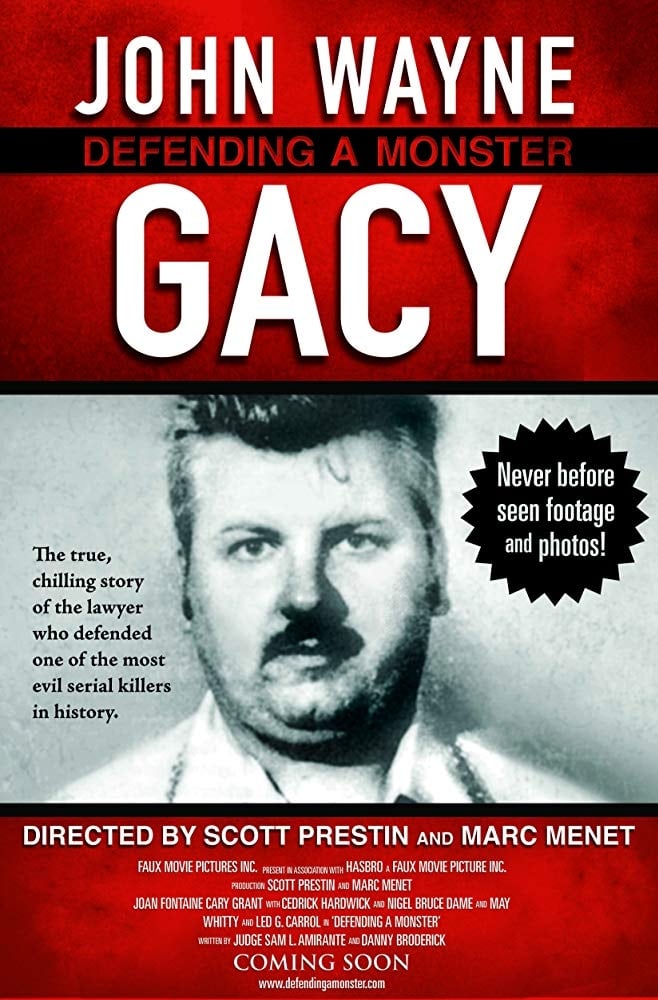 JOHN WAYNE
DEFENDING A MONSTER
GACY
Never before
seen footage
and photos!
The true,
chilling story
of the lawyer
who defended
one of the most
evil serial killers
in history.
DIRECTED BY SCOTT PRESTIN AND MARC MENET
FAUX MOVIE PICTURES INC. PRESENT IN ASSOCIATION WITH HASBRO A FAUX MOVIE PICTURE INC.
PRODUCTION SCOTT PRESTIN AND MARC MENET
JOAN FONTAINE CARY GRANT WITH CEDRICK HARDWICK AND NIGEL BRUCE DAME AND MAY
WHITTY AND LEO G. CARROL IN 'DEFENDING A MONSTER'
WRITTEN BY JUDGE SAM L. AMIRANTE AND DANNY BRODERICK
COMING SOON
www.defendingamonster.com